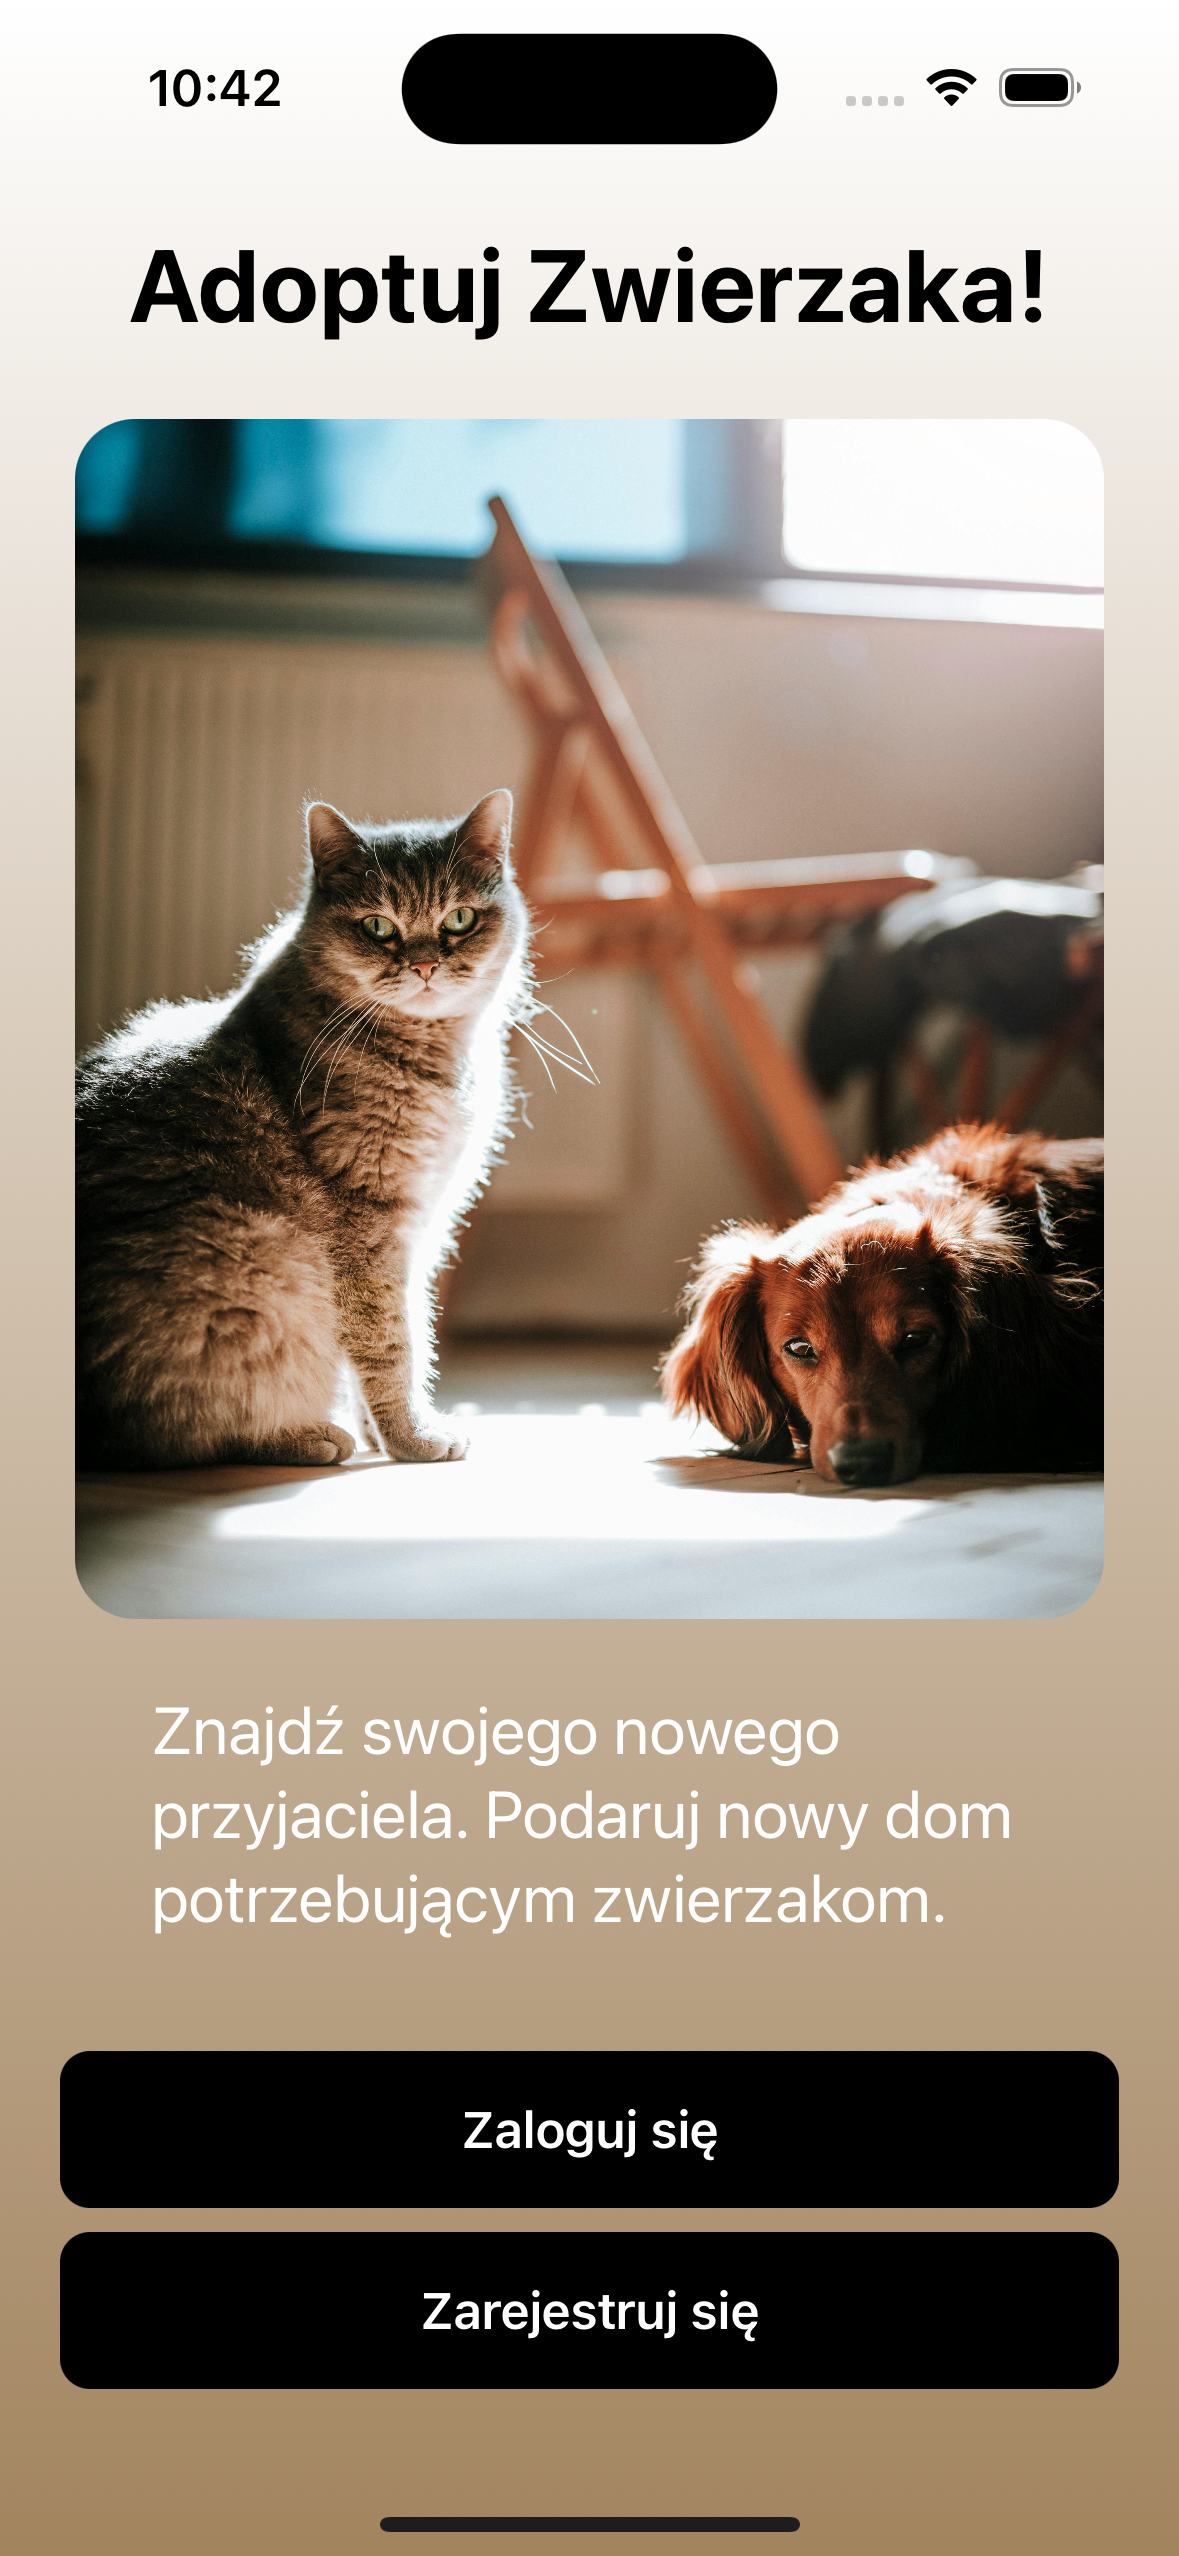 10:42
Adoptuj Zwierzaka!
Znajdź swojego nowego
przyjaciela. Podaruj nowy dom
potrzebującym zwierzakom.
Zaloguj się
Zarejestruj się